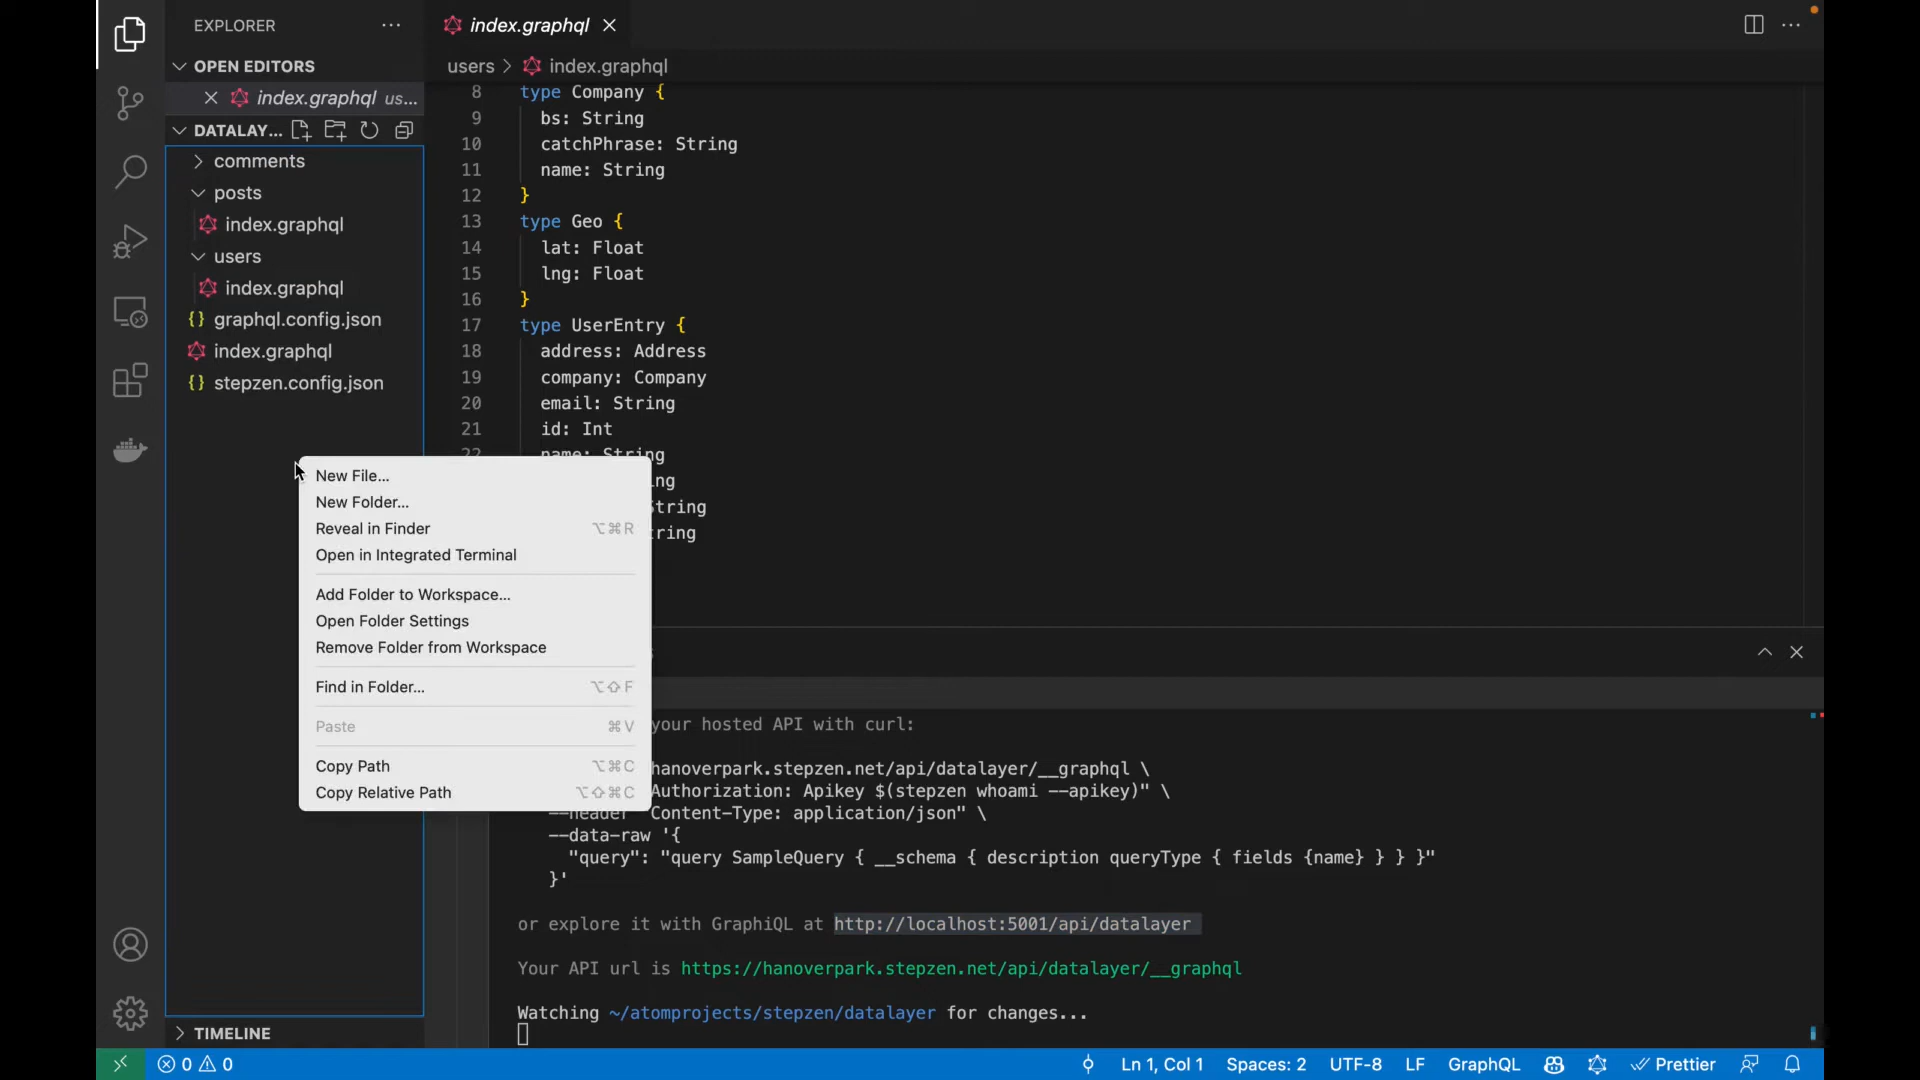 EXPLORER
index.graphql
OPEN EDITORS
index.graphql us...
DATALAY...
comments
posts
index.graphql
users
index.graphql
graphql.config.json
index.graphql
stepzen.config.json
TIMELINE
users > index.graphql
8 type Company {
9 bs: String
10 catchPhrase: String
11 name: String
12 }
13 type Geo {
14 lat: Float
15 lng: Float
16 }
17 type UserEntry {
18 address: Address
19 company: Company
20 email: String
21 id: Int
22 name: String
ing
String
tring
New File...
New Folder...
Reveal in Finder ⌥⌘R
Open in Integrated Terminal
Add Folder to Workspace...
Open Folder Settings
Remove Folder from Workspace
Find in Folder... ⌥⇧F
Paste ⌘V
Copy Path ⌥⌘C
Copy Relative Path ⌥⇧⌘C
your hosted API with curl:
hanoverpark.stepzen.net/api/datalayer/__graphql \
Authorization: Apikey $(stepzen whoami --apikey)" \
--header "Content-Type: application/json" \
--data-raw '{
"query": "query SampleQuery { __schema { description queryType { fields {name} } } }"
}'
or explore it with GraphiQL at http://localhost:5001/api/datalayer
Your API url is https://hanoverpark.stepzen.net/api/datalayer/__graphql
Watching ~/atomprojects/stepzen/datalayer for changes...
0 0
Ln 1, Col 1 Spaces: 2 UTF-8 LF GraphQL Prettier